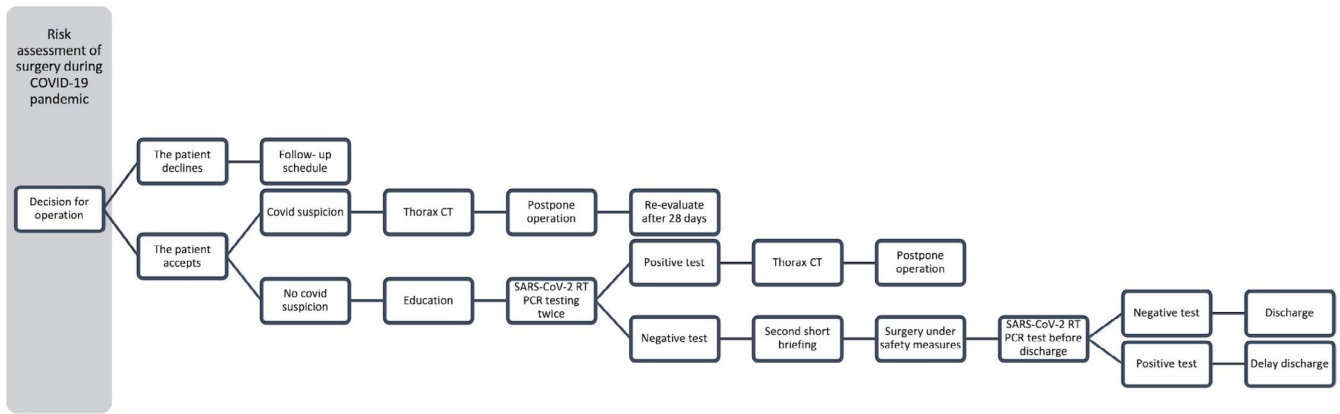 Risk
assessment of
surgery during
COVID-19
pandemic
Decision for
operation
The patient
declines
Follow- up
schedule
The patient
accepts
Covid suspicion
Thorax CT
Postpone
operation
Re-evaluate
after 28 days
No covid
suspicion
Education
SARS-CoV-2 RT
PCR testing
twice
Positive test
Thorax CT
Postpone
operation
Negative test
Second short
briefing
Surgery under
safety measures
SARS-CoV-2 RT
PCR test before
discharge
Negative test
Discharge
Positive test
Delay discharge